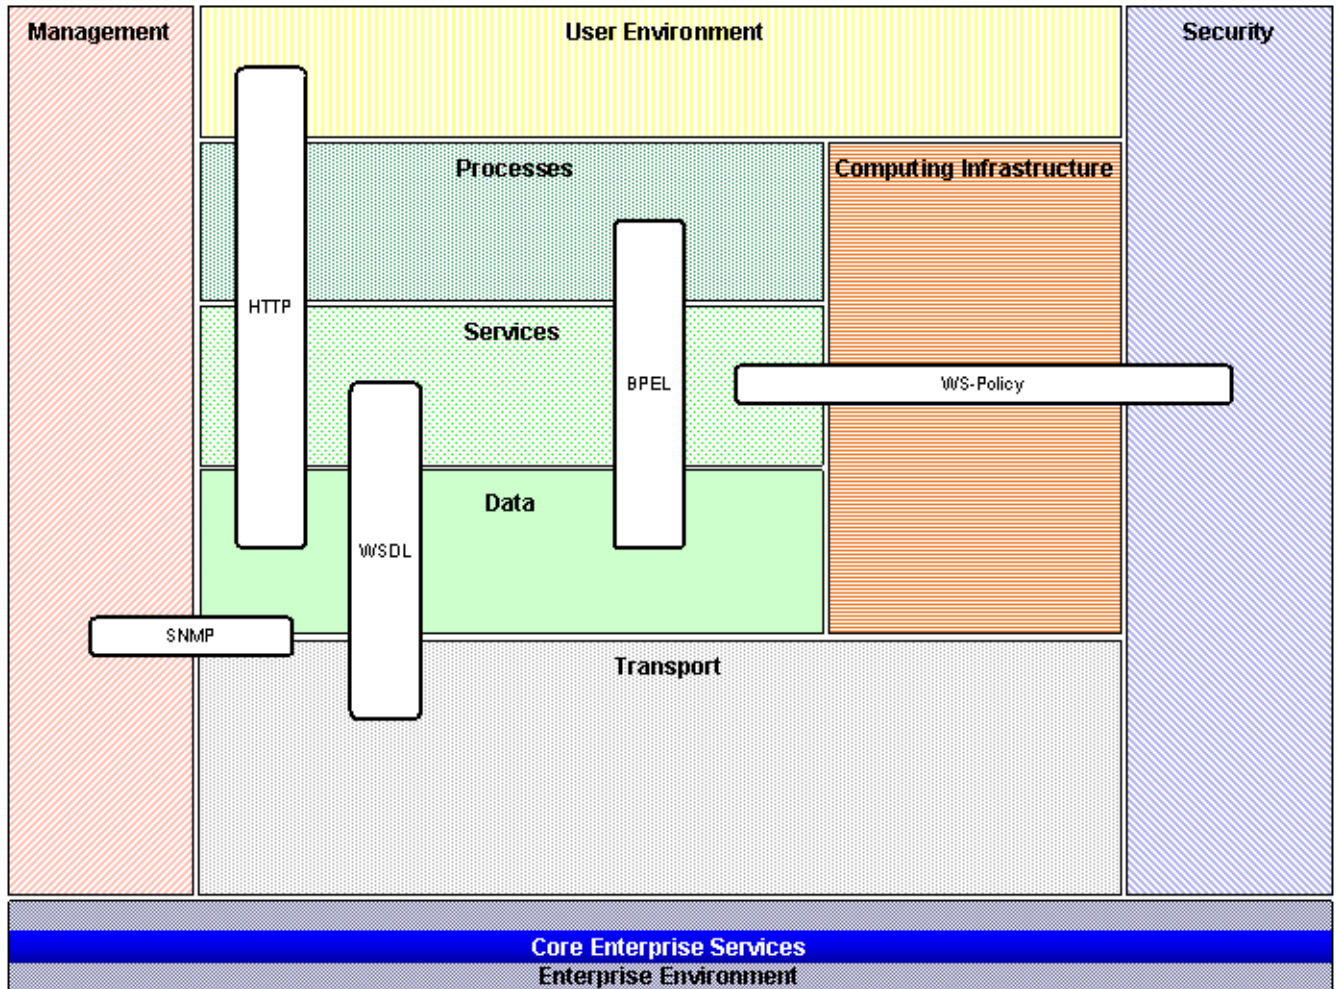 Management
User Environment
Security
Processes
Computing Infrastructure
HTTP
Services
BPEL
WS-Policy
Data
WSDL
SNMP
Transport
Core Enterprise Services
Enterprise Environment